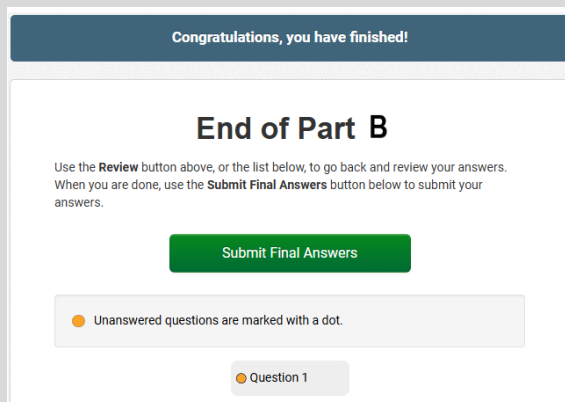 Congratulations, you have finished!
End of Part B
Use the Review button above, or the list below, to go back and review your answers.
When you are done, use the Submit Final Answers button below to submit your
answers.
Submit Final Answers
Unanswered questions are marked with a dot.
Question 1